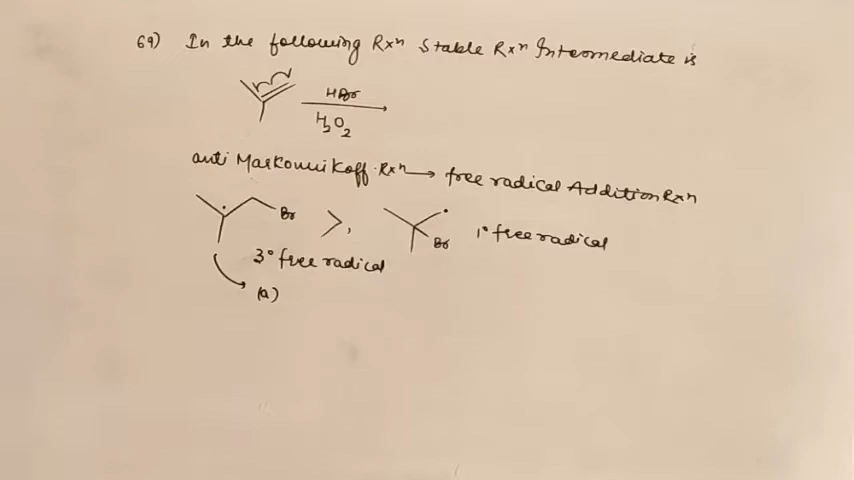 69) In the following Rxⁿ Stable Rxⁿ Intermediate is
HBr
H₂O₂
anti Markownikoff Rxⁿ → free radical Addition Rxⁿ
Br > , Br 1° free radical
3° free radical
(a)